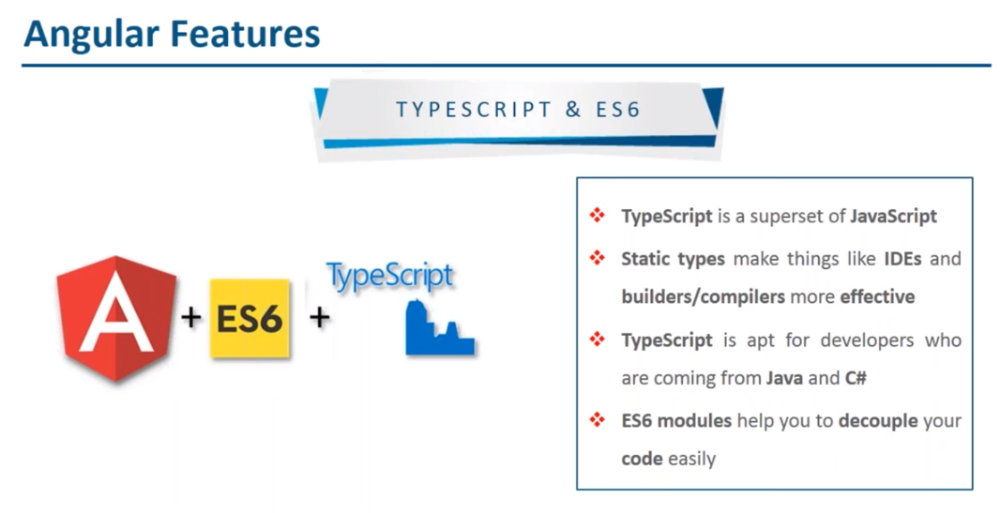 Angular Features
TYPESCRIPT & ES6
TypeScript
A + ES6 +
❖ TypeScript is a superset of JavaScript
❖ Static types make things like IDEs and
builders/compilers more effective
❖ TypeScript is apt for developers who
are coming from Java and C#
❖ ES6 modules help you to decouple your
code easily